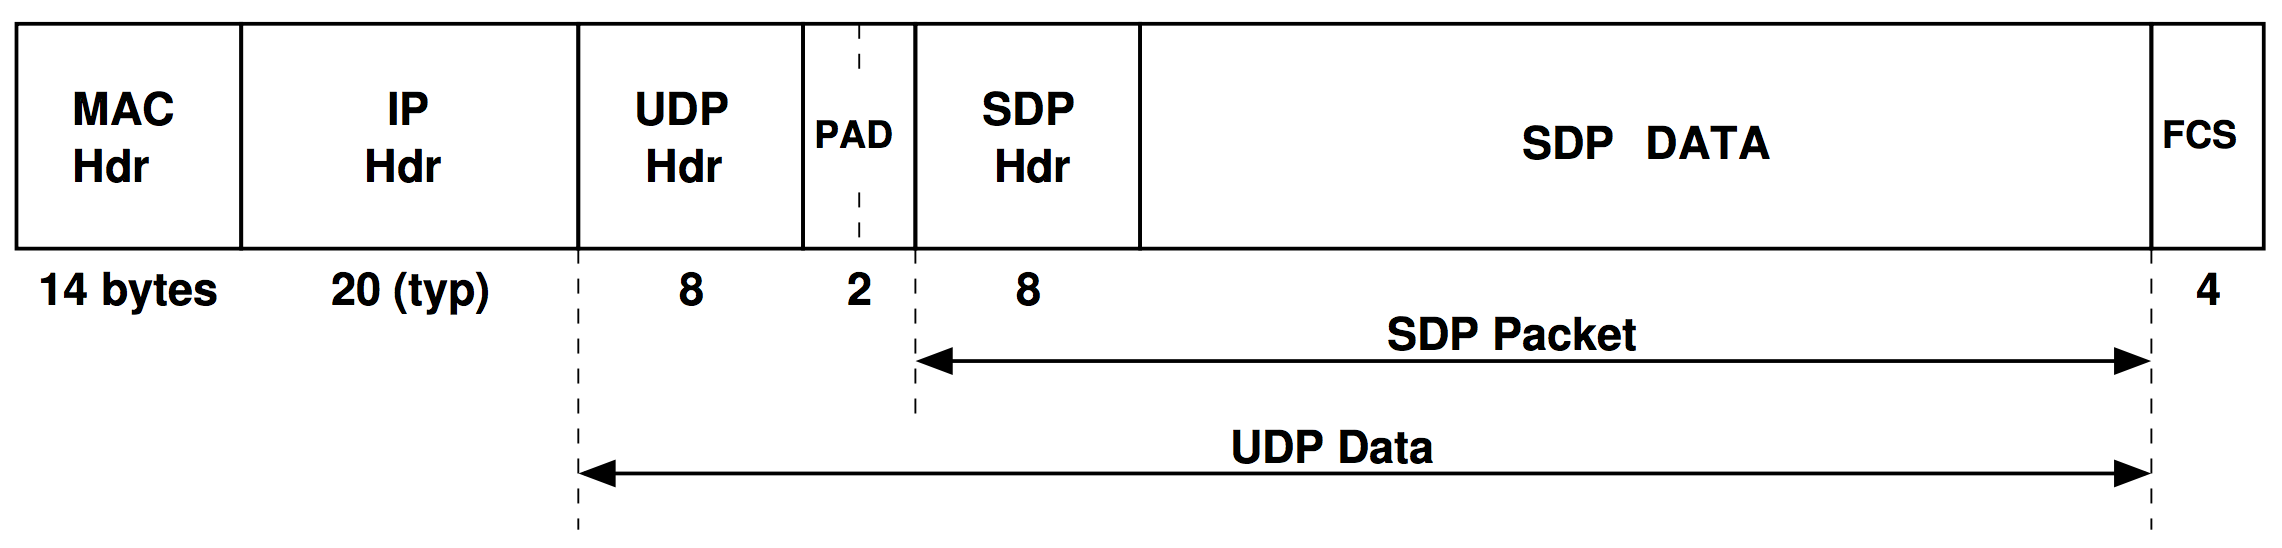 MAC
Hdr
IP
Hdr
UDP
Hdr
PAD
SDP
Hdr
SDP DATA
FCS
14 bytes
20 (typ)
8
2
8
4
SDP Packet
UDP Data